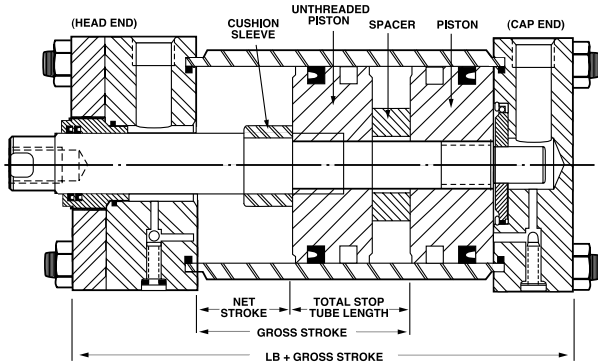 (HEAD END)
CUSHION
SLEEVE
UNTHREADED
PISTON
SPACER
PISTON
(CAP END)
NET
STROKE
TOTAL STOP
TUBE LENGTH
GROSS STROKE
LB + GROSS STROKE